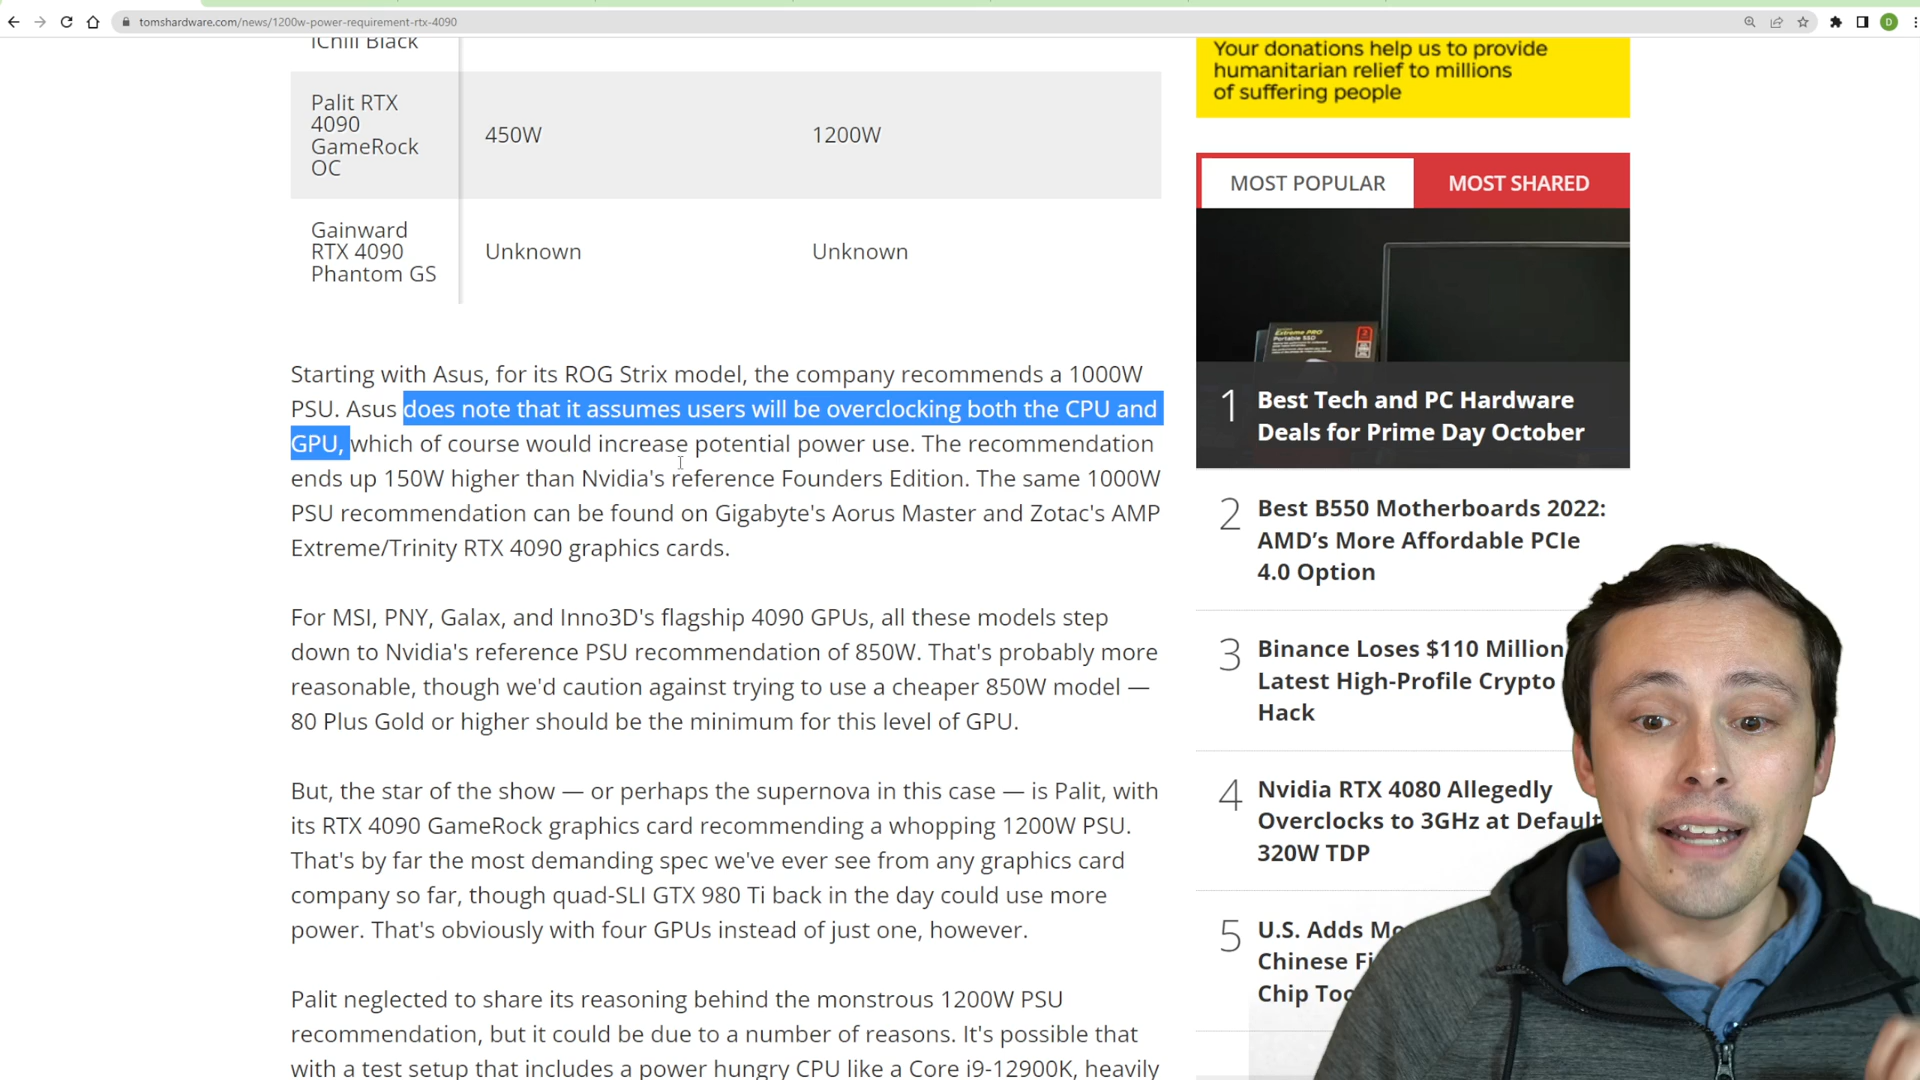 tomshardware.com/news/1200w-power-requirement-rtx-4090
D
iChill Black
Palit RTX
4090
GameRock
OC
450W
1200W
Gainward
RTX 4090
Phantom GS
Unknown
Unknown
Starting with Asus, for its ROG Strix model, the company recommends a 1000W
PSU. Asus does note that it assumes users will be overclocking both the CPU and
GPU, which of course would increase potential power use. The recommendation
ends up 150W higher than Nvidia's reference Founders Edition. The same 1000W
PSU recommendation can be found on Gigabyte's Aorus Master and Zotac's AMP
Extreme/Trinity RTX 4090 graphics cards.
For MSI, PNY, Galax, and Inno3D's flagship 4090 GPUs, all these models step
down to Nvidia's reference PSU recommendation of 850W. That's probably more
reasonable, though we'd caution against trying to use a cheaper 850W model —
80 Plus Gold or higher should be the minimum for this level of GPU.
But, the star of the show — or perhaps the supernova in this case — is Palit, with
its RTX 4090 GameRock graphics card recommending a whopping 1200W PSU.
That's by far the most demanding spec we've ever see from any graphics card
company so far, though quad-SLI GTX 980 Ti back in the day could use more
power. That's obviously with four GPUs instead of just one, however.
Palit neglected to share its reasoning behind the monstrous 1200W PSU
recommendation, but it could be due to a number of reasons. It's possible that
with a test setup that includes a power hungry CPU like a Core i9-12900K, heavily
Your donations help us to provide
humanitarian relief to millions
of suffering people
MOST POPULAR
MOST SHARED
Extreme PRO
Portable SSD
1
Best Tech and PC Hardware
Deals for Prime Day October
2
Best B550 Motherboards 2022:
AMD's More Affordable PCIe
4.0 Option
3
Binance Loses $110 Million
Latest High-Profile Crypto
Hack
4
Nvidia RTX 4080 Allegedly
Overclocks to 3GHz at Default
320W TDP
5
U.S. Adds Mo
Chinese Fi
Chip Too